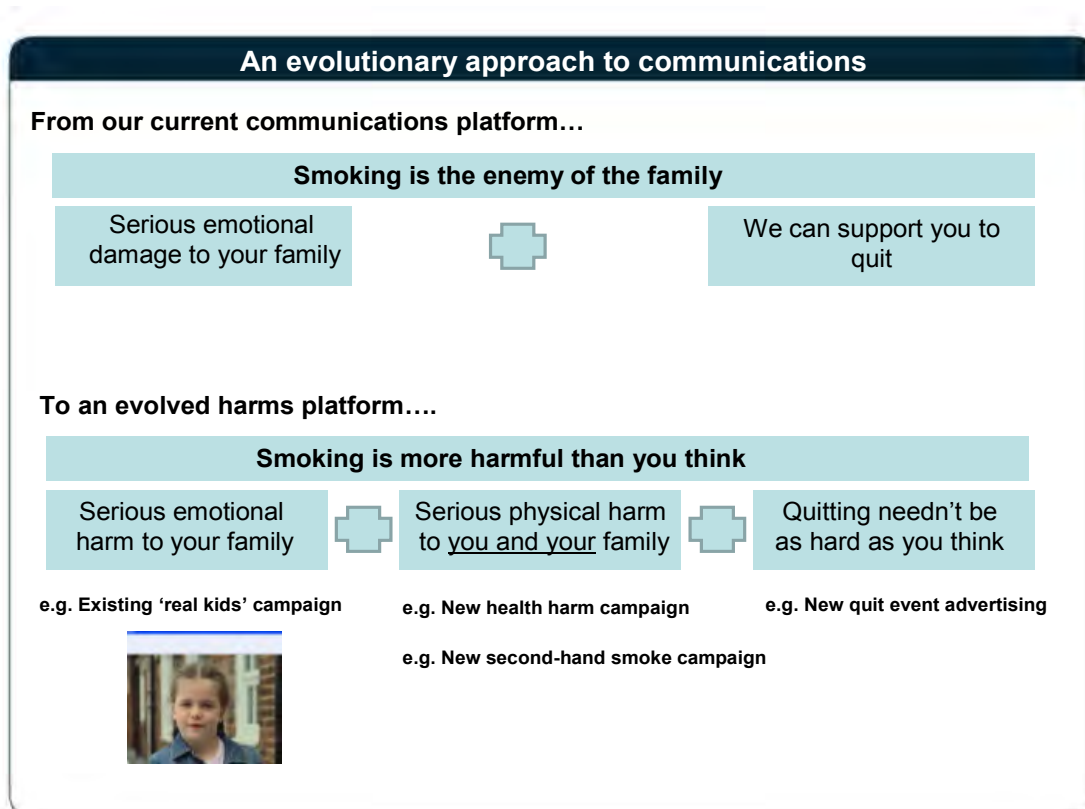 An evolutionary approach to communications
From our current communications platform…
Smoking is the enemy of the family
Serious emotional
damage to your family
We can support you to
quit
To an evolved harms platform….
Smoking is more harmful than you think
Serious emotional
harm to your family
Serious physical harm
to you and your family
Quitting needn’t be
as hard as you think
e.g. Existing ‘real kids’ campaign
e.g. New health harm campaign
e.g. New quit event advertising
e.g. New second-hand smoke campaign